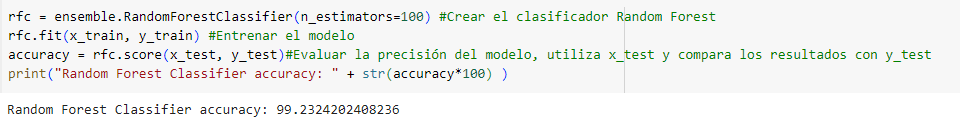 rfc = ensemble.RandomForestClassifier(n_estimators=100) #Crear el clasificador Random Forest
rfc.fit(x_train, y_train) #Entrenar el modelo
accuracy = rfc.score(x_test, y_test)#Evaluar la precisión del modelo, utiliza x_test y compara los resultados con y_test
print("Random Forest Classifier accuracy: " + str(accuracy*100) )
Random Forest Classifier accuracy: 99.2324202408236